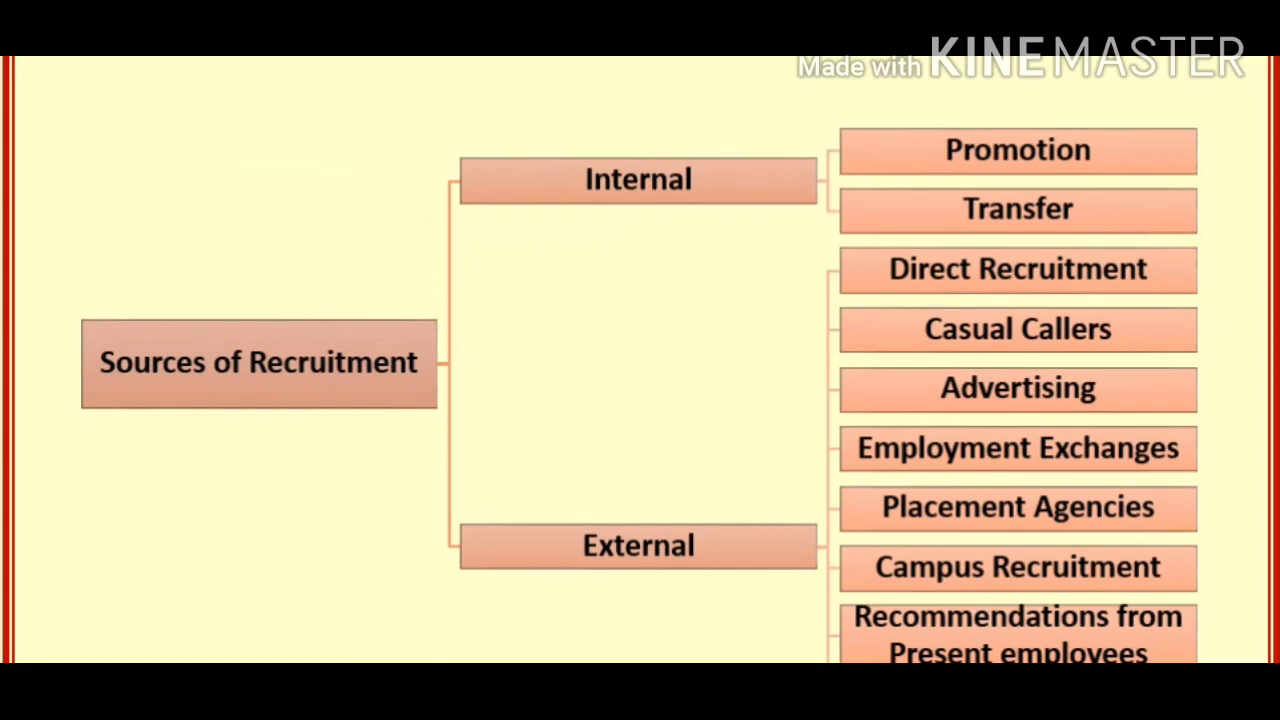 Made with KINEMASTER
Promotion
Internal
Transfer
Direct Recruitment
Casual Callers
Sources of Recruitment
Advertising
Employment Exchanges
Placement Agencies
External
Campus Recruitment
Recommendations from
Present employees